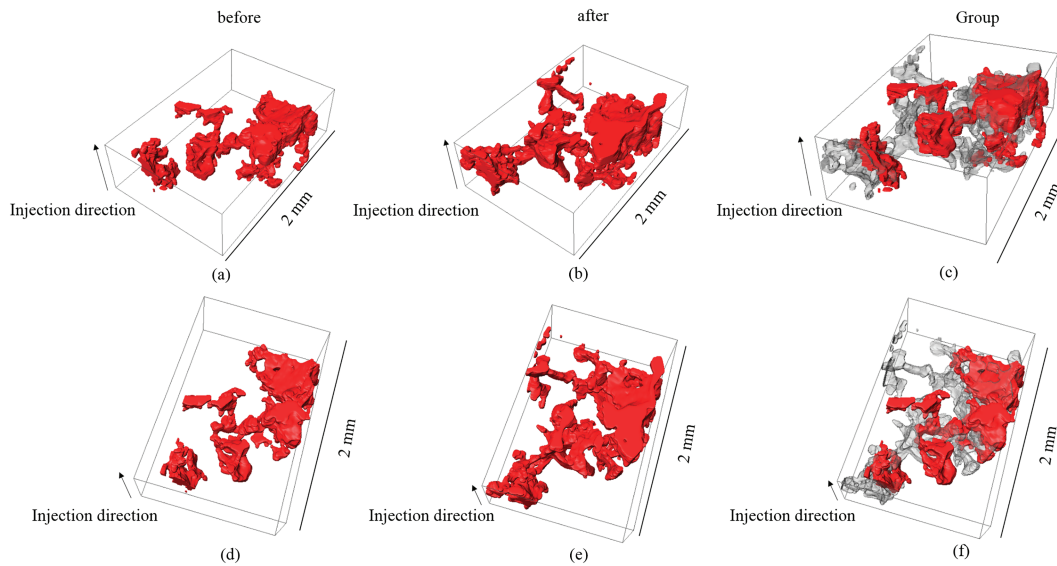 before
after
Group
Injection direction
2 mm
(a)
Injection direction
2 mm
(b)
Injection direction
2 mm
(c)
Injection direction
2 mm
(d)
Injection direction
2 mm
(e)
Injection direction
2 mm
(f)